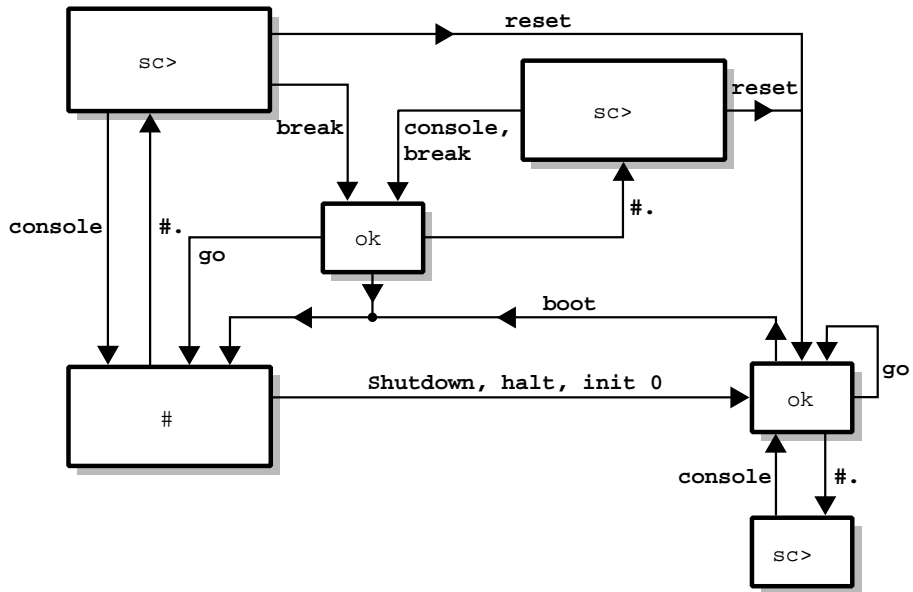 reset
sc>
sc>
reset
break
console,
break
console
#.
#.
ok
go
boot
Shutdown, halt, init 0
go
#
ok
console
#.
sc>